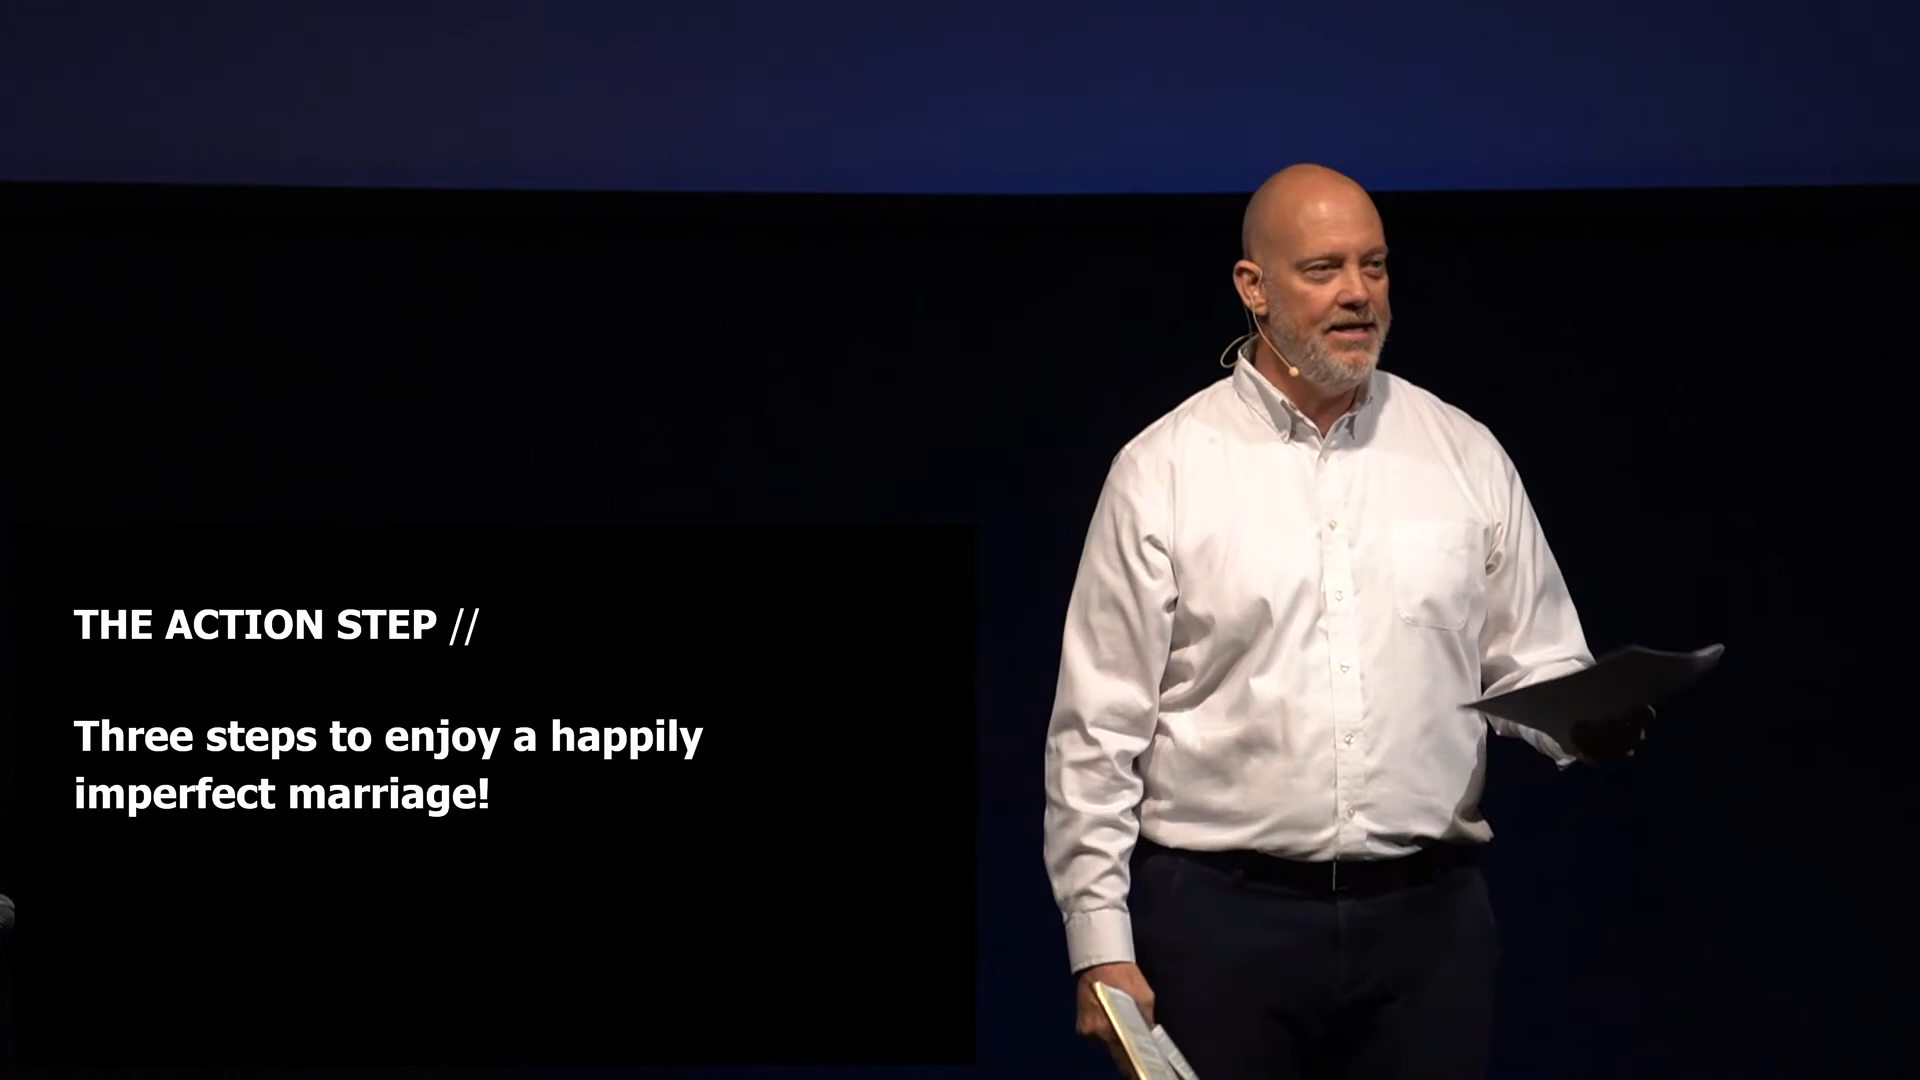 THE ACTION STEP //
Three steps to enjoy a happily
imperfect marriage!